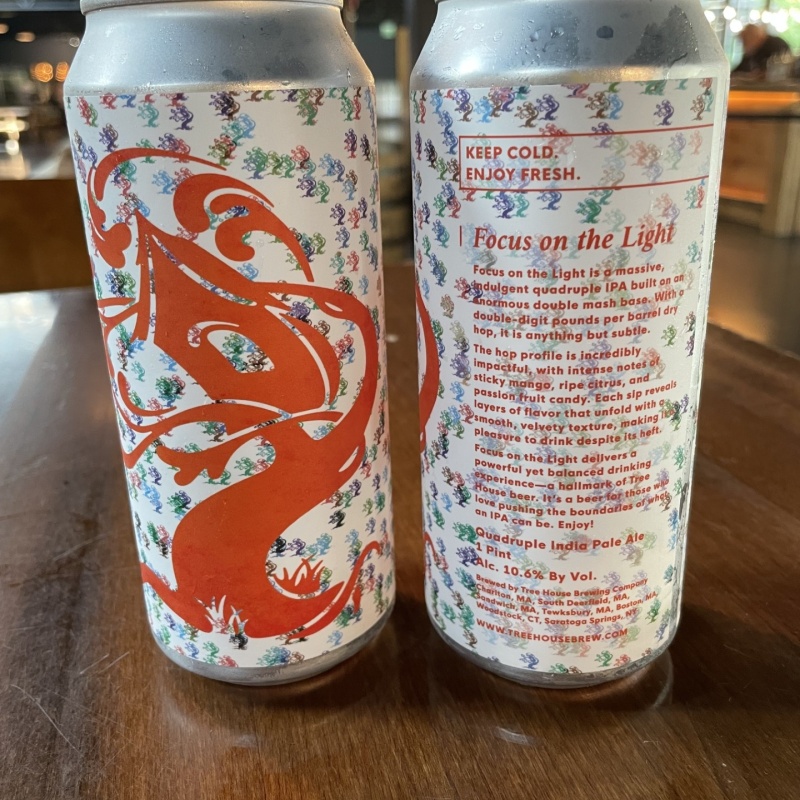 KEEP COLD.
ENJOY FRESH.
Focus on the Light
Focus on the Light is a massive,
indulgent quadruple IPA built on an
enormous double mash base. With a
double-digit pounds per barrel dry
hop, it is anything but subtle.
The hop profile is incredibly
impactful, with intense notes of
sticky mango, ripe citrus, and
passion fruit candy. Each sip reveals
layers of flavor that unfold with a
smooth, velvety texture, making it a
pleasure to drink despite its heft.
Focus on the Light delivers a
powerful yet balanced drinking
experience—a hallmark of Tree
House beer. It's a beer for those who
love pushing the boundaries of what
an IPA can be. Enjoy!
Quadruple India Pale Ale
1 Pint
Alc. 10.6% By Vol.
Brewed by Tree House Brewing Company
Charlton, MA, South Deerfield, MA,
Sandwich, MA, Tewksbury, MA, Boston, MA,
Woodstock, CT, Saratoga Springs, NY
WWW.TREEHOUSEBREW.COM